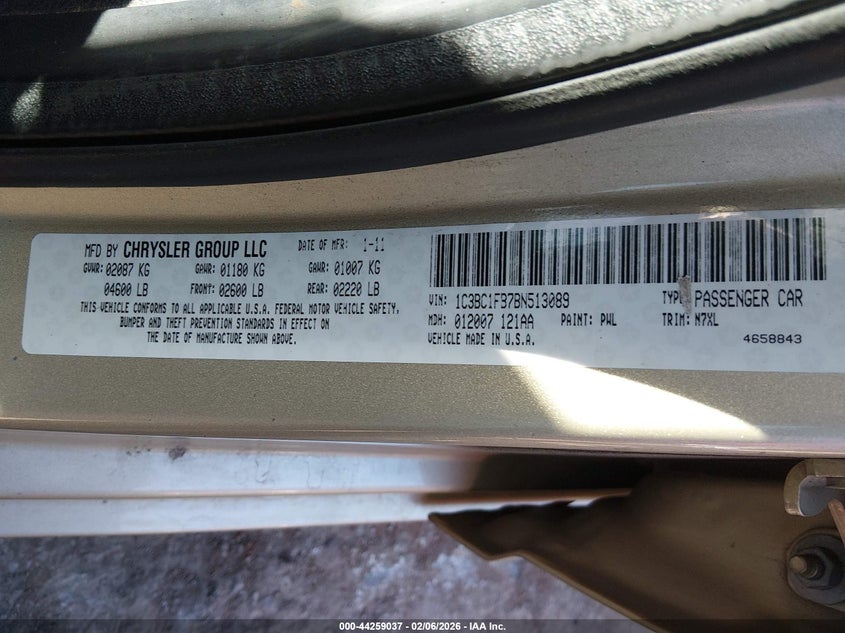 MFD BY CHRYSLER GROUP LLC DATE OF MFR: 1-11
GVWR: 02087 KG GAWR: 01180 KG GAWR: 01007 KG
04600 LB FRONT: 02600 LB REAR: 02220 LB
THIS VEHICLE CONFORMS TO ALL APPLICABLE U.S.A. FEDERAL MOTOR VEHICLE SAFETY,
BUMPER AND THEFT PREVENTION STANDARDS IN EFFECT ON
THE DATE OF MANUFACTURE SHOWN ABOVE.
VIN: 1C3BC1F97BN513089 TYPE: PASSENGER CAR
MDH: 012007 121AA PAINT: PWL TRIM: N7XL
VEHICLE MADE IN U.S.A. 4658843
000-44259037 - 02/06/2026 - IAA Inc.